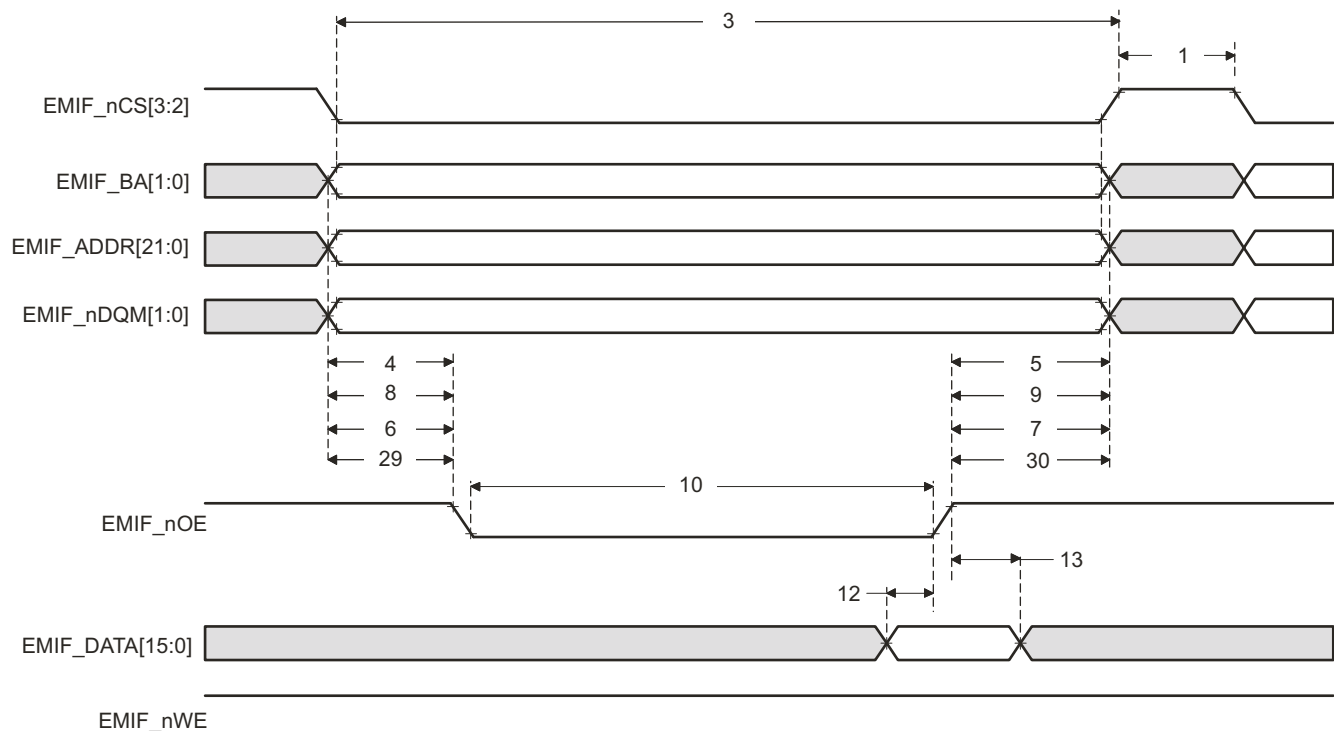 3
1
EMIF_nCS[3:2]
EMIF_BA[1:0]
EMIF_ADDR[21:0]
EMIF_nDQM[1:0]
4 5
8 9
6 7
29 30
10
EMIF_nOE
13
12
EMIF_DATA[15:0]
EMIF_nWE